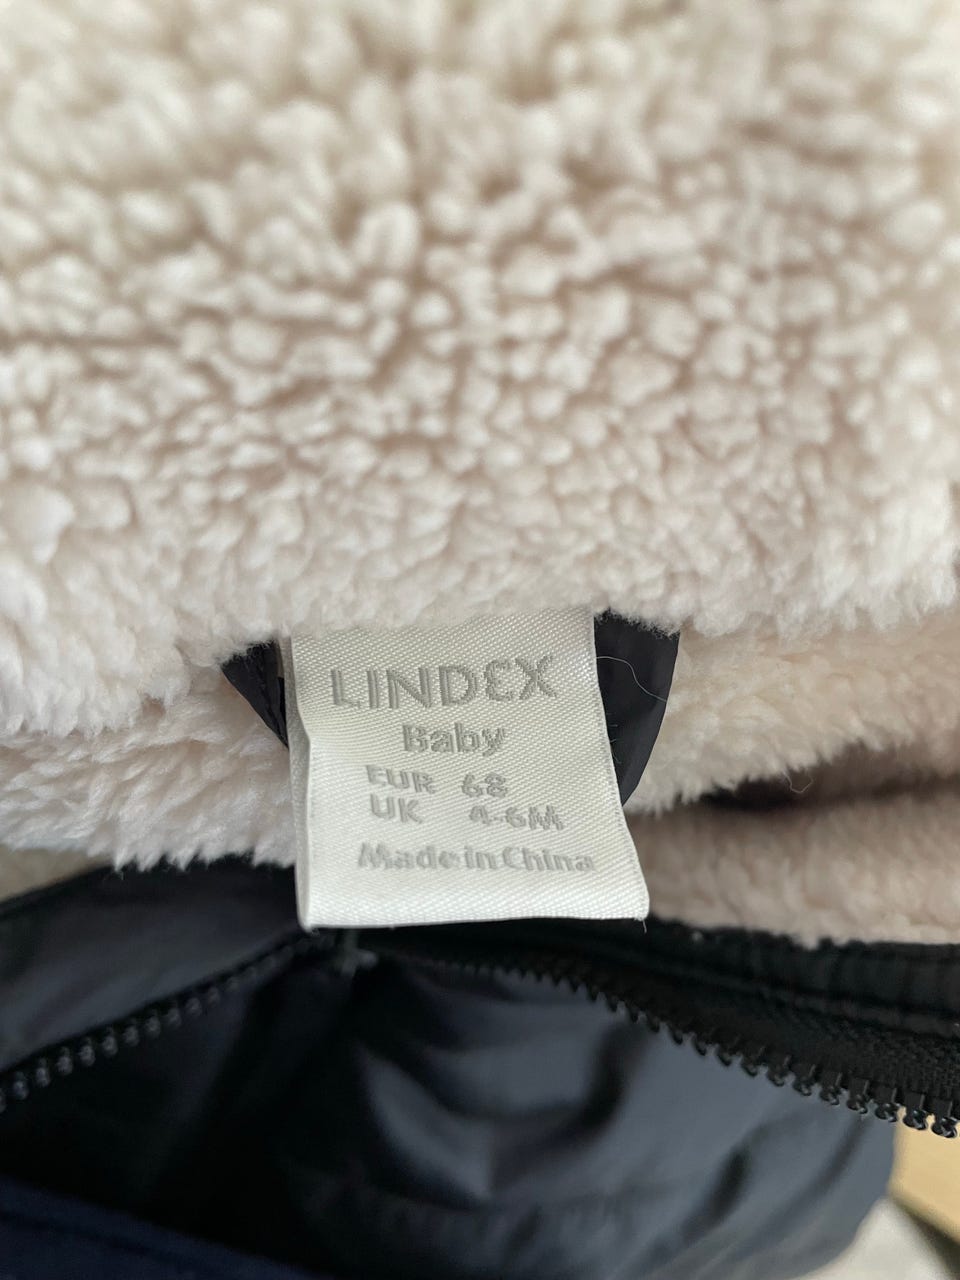 LINDEX
Baby
EUR 68
UK 4-6M
Made in China